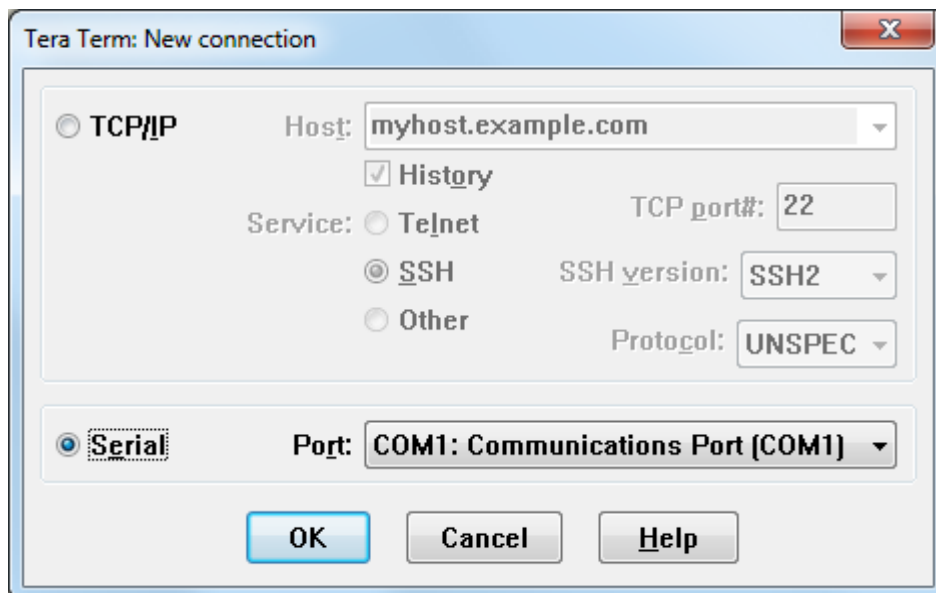 Tera Term: New connection
TCP/IP
Host: myhost.example.com
History
TCP port#: 22
Service: Telnet
SSH
SSH version: SSH2
Other
Protocol: UNSPEC
Serial
Port: COM1: Communications Port (COM1)
OK
Cancel
Help